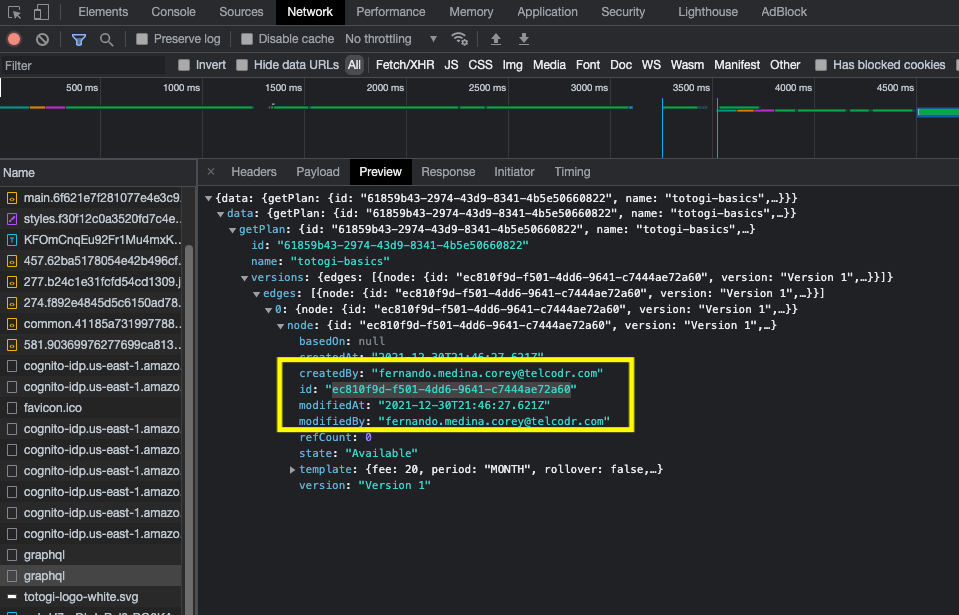 Elements Console Sources Network Performance Memory Application Security Lighthouse AdBlock
Preserve log Disable cache No throttling
Filter Invert Hide data URLs All Fetch/XHR JS CSS Img Media Font Doc WS Wasm Manifest Other Has blocked cookies
500 ms 1000 ms 1500 ms 2000 ms 2500 ms 3000 ms 3500 ms 4000 ms 4500 ms
Name
main.6f621e7f281077e4e3c9
styles.f30f12c0a3520fd7c4e...
KFOmCnqEu92Fr1Mu4mxK...
457.62ba5178054e42b496cf.
277.b24c1e31fcfd54cd1309.j
274.f892e4845d5c6150ad78.
common.41185a731997788...
581.90369976277699ca813..
cognito-idp.us-east-1.amazo
cognito-idp.us-east-1.amazo
favicon.ico
cognito-idp.us-east-1.amazo
cognito-idp.us-east-1.amazo
cognito-idp.us-east-1.amazo
cognito-idp.us-east-1.amazo
cognito-idp.us-east-1.amazo
cognito-idp.us-east-1.amazo
graphql
graphql
totogi-logo-white.svg
× Headers Payload Preview Response Initiator Timing
{data: {getPlan: {id: "61859b43-2974-43d9-8341-4b5e50660822", name: "totogi-basics",…}}}
data: {getPlan: {id: "61859b43-2974-43d9-8341-4b5e50660822", name: "totogi-basics",…}}
getPlan: {id: "61859b43-2974-43d9-8341-4b5e50660822", name: "totogi-basics",…}
id: "61859b43-2974-43d9-8341-4b5e50660822"
name: "totogi-basics"
versions: {edges: [{node: {id: "ec810f9d-f501-4dd6-9641-c7444ae72a60", version: "Version 1",…}}]}
edges: [{node: {id: "ec810f9d-f501-4dd6-9641-c7444ae72a60", version: "Version 1",…}}]
0: {node: {id: "ec810f9d-f501-4dd6-9641-c7444ae72a60", version: "Version 1",…}}
node: {id: "ec810f9d-f501-4dd6-9641-c7444ae72a60", version: "Version 1",…}
basedOn: null
createdAt: "2021-12-30T21:46:27.621Z"
createdBy: "fernando.medina.corey@telcodr.com"
id: "ec810f9d-f501-4dd6-9641-c7444ae72a60"
modifiedAt: "2021-12-30T21:46:27.621Z"
modifiedBy: "fernando.medina.corey@telcodr.com"
refCount: 0
state: "Available"
template: {fee: 20, period: "MONTH", rollover: false,…}
version: "Version 1"